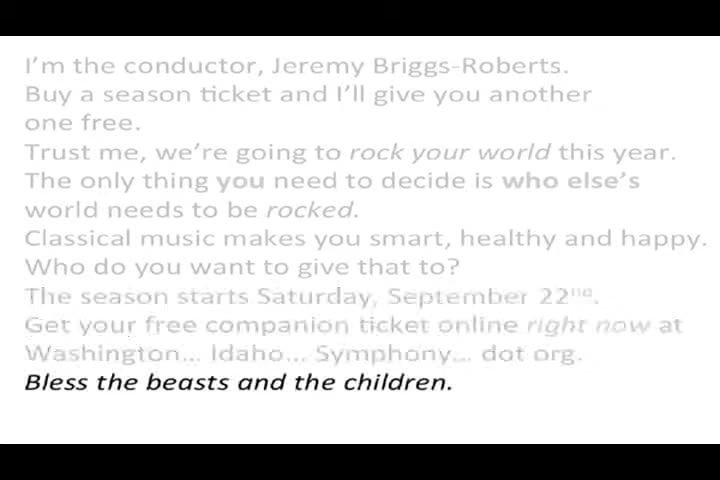 I'm the conductor, Jeremy Briggs-Roberts.
Buy a season ticket and I'll give you another
one free.
Trust me, we're going to rock your world this year.
The only thing you need to decide is who else's
world needs to be rocked.
Classical music makes you smart, healthy and happy.
Who do you want to give that to?
The season starts Saturday, September 22nd.
Get your free companion ticket online right now at
Washington... Idaho... Symphony... dot org.
Bless the beasts and the children.